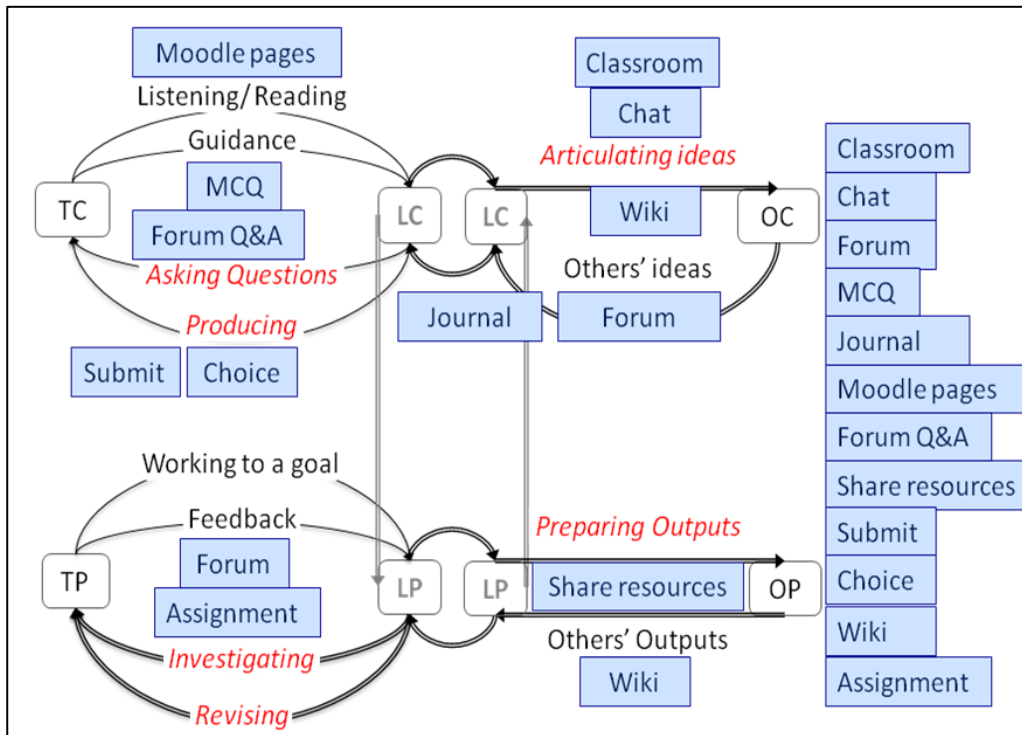 Moodle pages
Listening/ Reading
Guidance
MCQ
Forum Q&A
Asking Questions
Producing
Submit
Choice
TC
LC
LC
OC
Classroom
Chat
Articulating ideas
Wiki
Others' ideas
Journal
Forum
Working to a goal
Feedback
Forum
Assignment
Investigating
Revising
TP
LP
LP
OP
Preparing Outputs
Share resources
Others' Outputs
Wiki
Classroom
Chat
Forum
MCQ
Journal
Moodle pages
Forum Q&A
Share resources
Submit
Choice
Wiki
Assignment